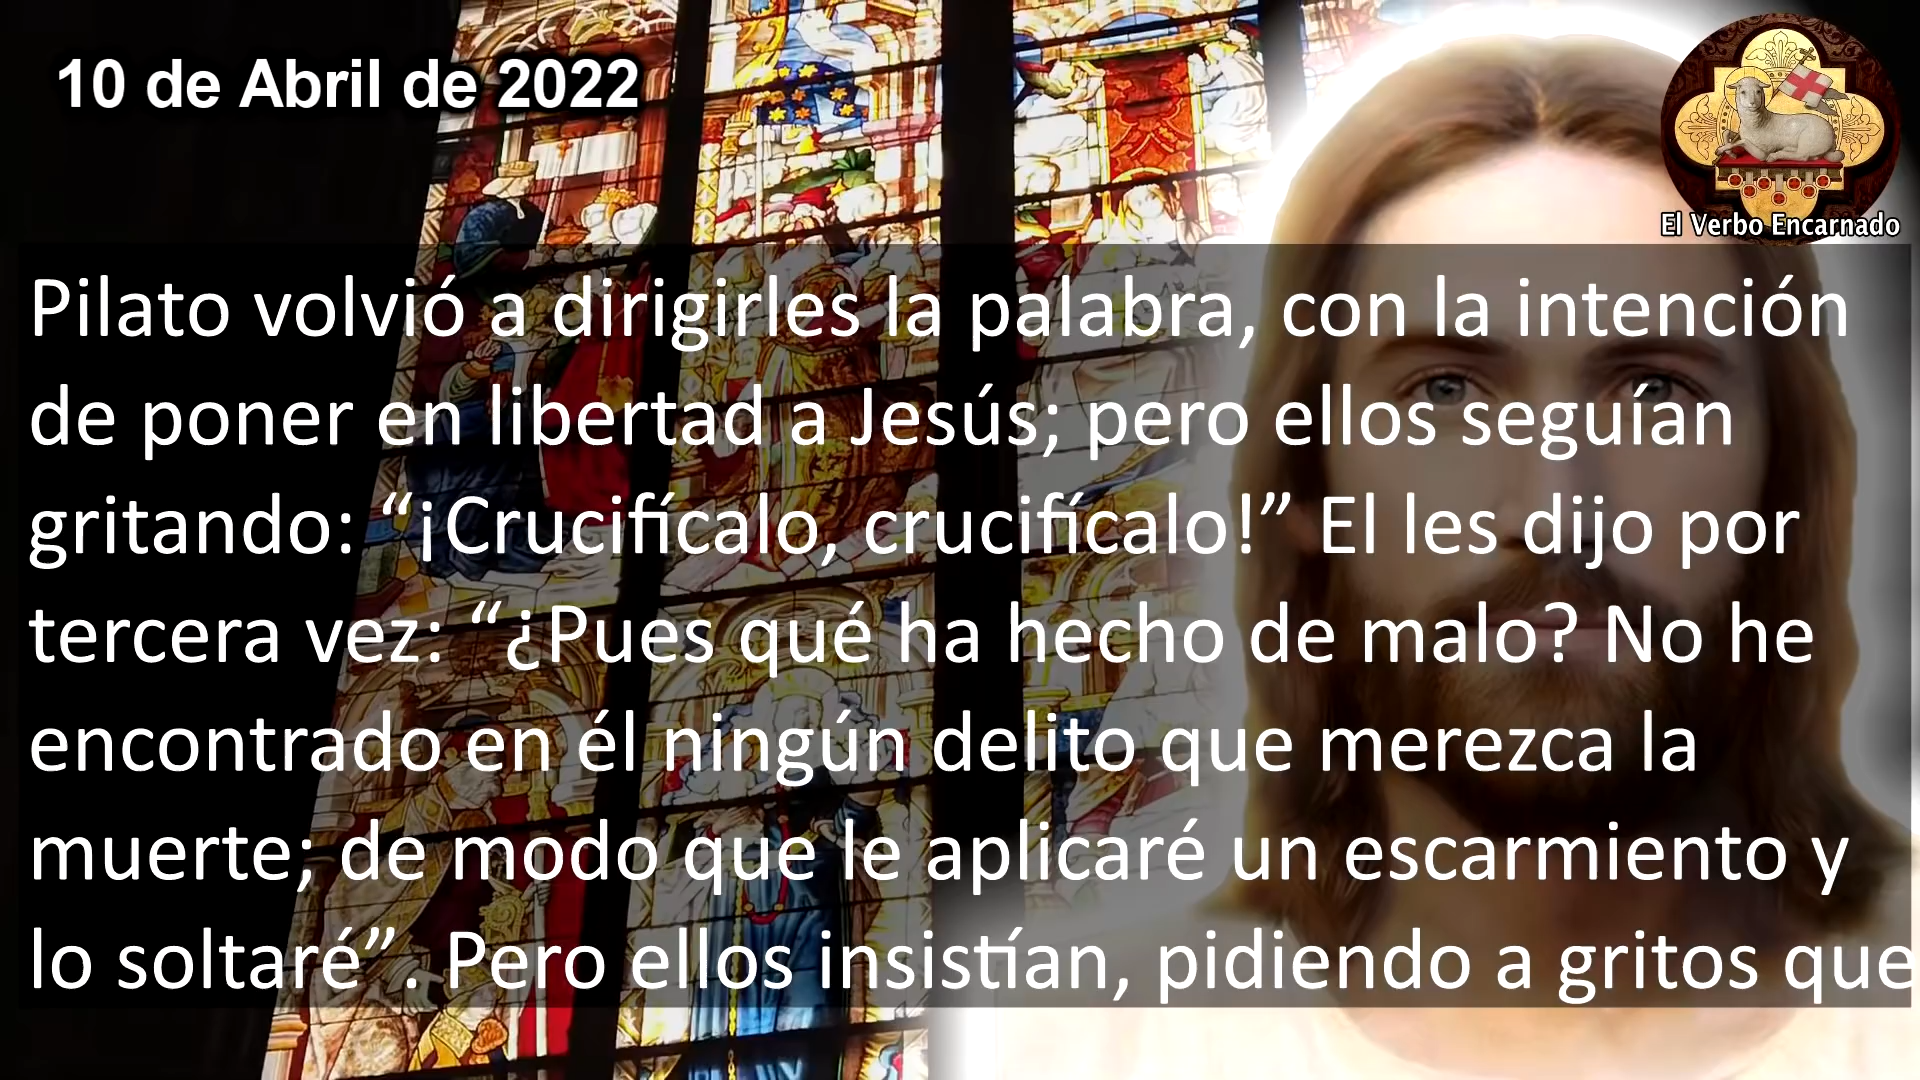 10 de Abril de 2022
El Verbo Encarnado
Pilato volvió a dirigirles la palabra, con la intención
de poner en libertad a Jesús; pero ellos seguían
gritando: “¡Crucifícalo, crucifícalo!” El les dijo por
tercera vez: “¿Pues qué ha hecho de malo? No he
encontrado en él ningún delito que merezca la
muerte; de modo que le aplicaré un escarmiento y
lo soltaré”. Pero ellos insistían, pidiendo a gritos que